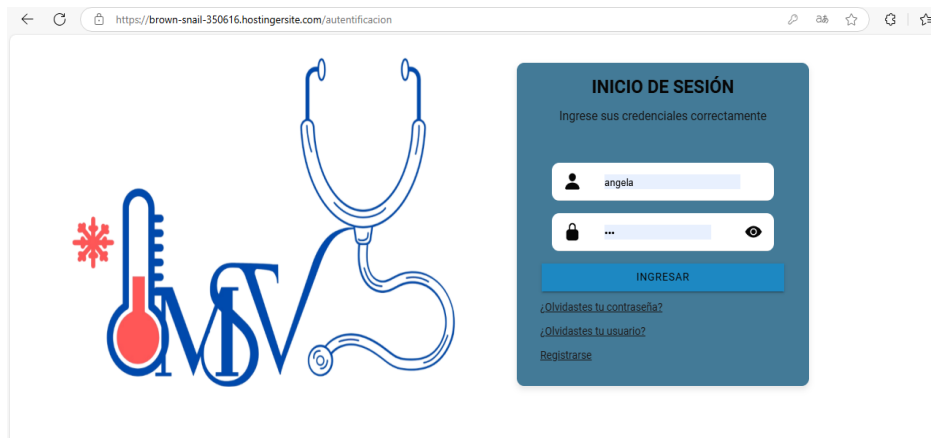 https://brown-snail-350616.hostingersite.com/autentificacion
INICIO DE SESIÓN
Ingrese sus credenciales correctamente
angela
•••
INGRESAR
¿Olvidastes tu contraseña?
¿Olvidastes tu usuario?
Registrarse
MSV